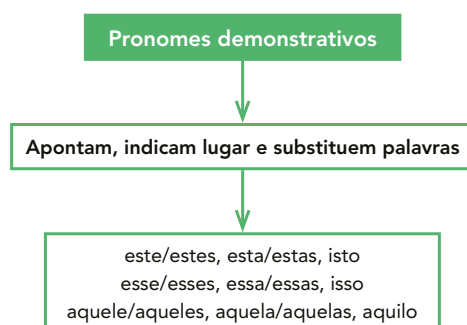 Pronomes demonstrativos
Apontam, indicam lugar e substituem palavras
este/estes, esta/estas, isto
esse/esses, essa/essas, isso
aquele/aqueles, aquela/aquelas, aquilo